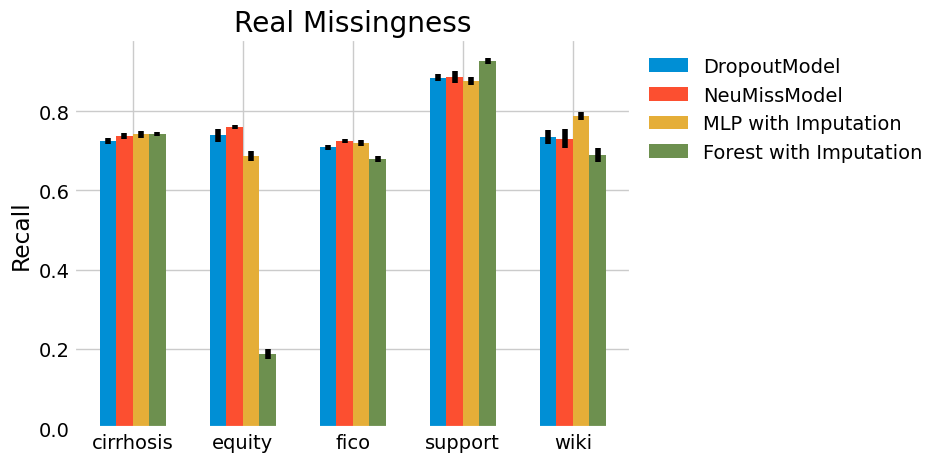 Real Missingness
DropoutModel
NeuMissModel
MLP with Imputation
Forest with Imputation
Recall
0.8
0.6
0.4
0.2
0.0
cirrhosis equity fico support wiki